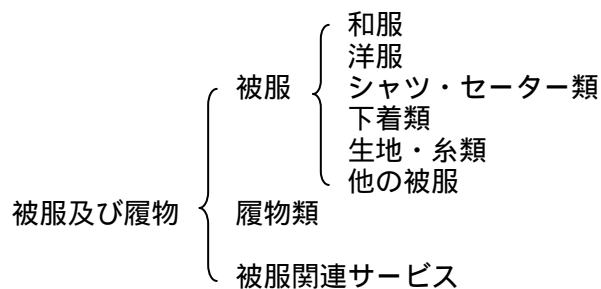 和服
洋服
被服
シャツ・セーター類
下着類
生地・糸類
他の被服
被服及び履物
履物類
被服関連サービス